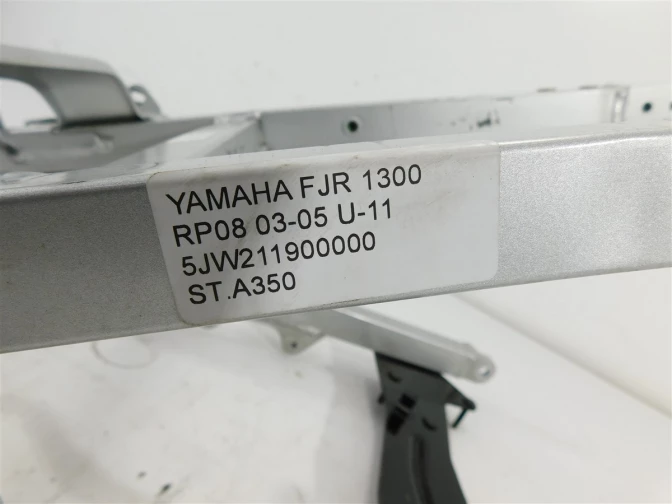 YAMAHA FJR 1300
RP08 03-05 U-11
5JW211900000
ST.A350